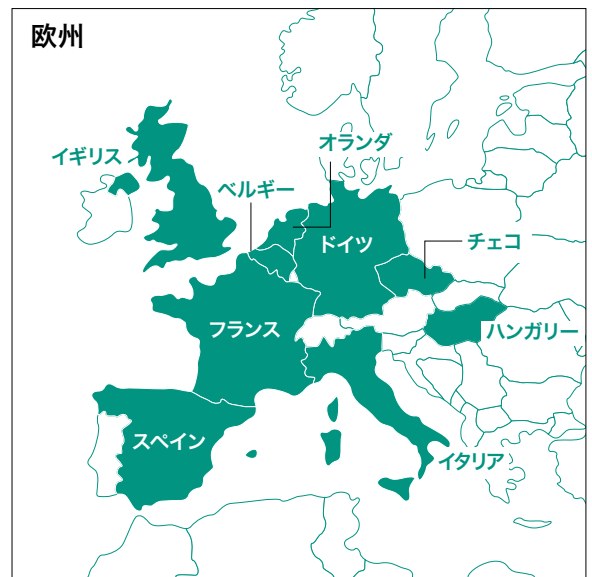 欧州
オランダ
イギリス
ベルギー
ドイツ
チェコ
フランス
ハンガリー
スペイン
イタリア